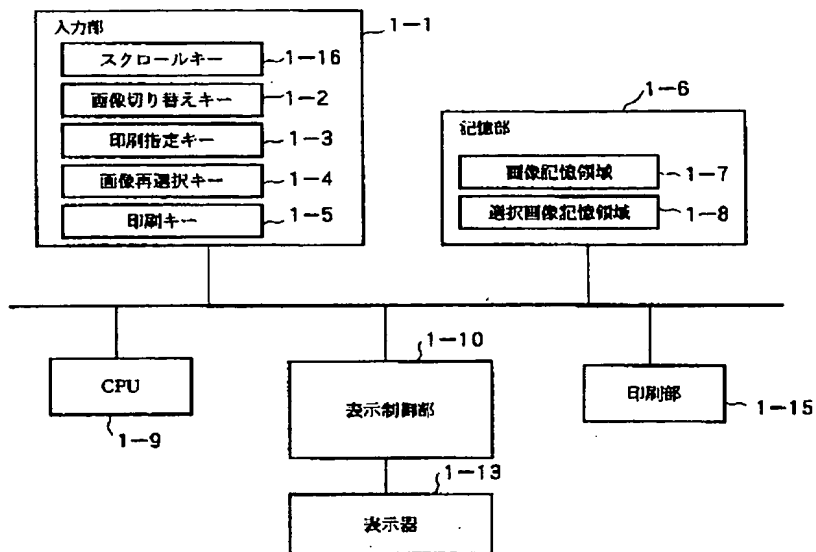 入力部
1-1
スクロールキー
1-16
画像切り替えキー
1-2
印刷指定キー
1-3
画像再選択キー
1-4
印刷キー
1-5
1-6
記憶部
画像記憶領域
1-7
選択画像記憶領域
1-8
CPU
1-9
1-10
表示制御部
印刷部
1-15
1-13
表示器